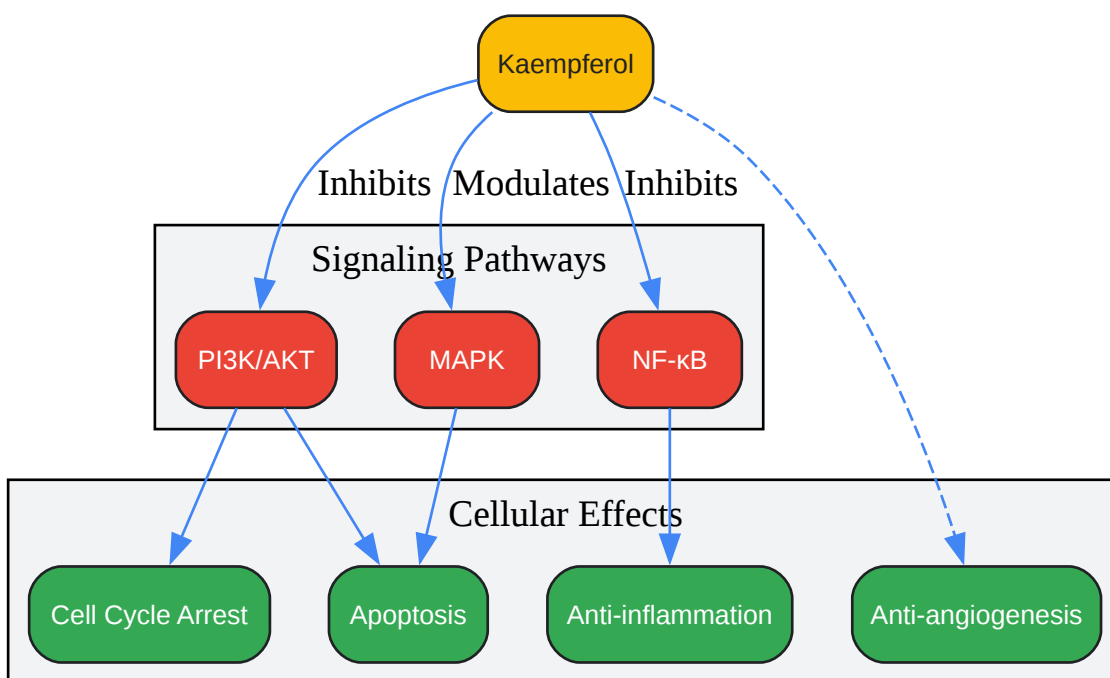 Kaempferol
Inhibits Modulates Inhibits
Signaling Pathways
PI3K/AKT MAPK NF-κB
Cellular Effects
Cell Cycle Arrest Apoptosis Anti-inflammation Anti-angiogenesis